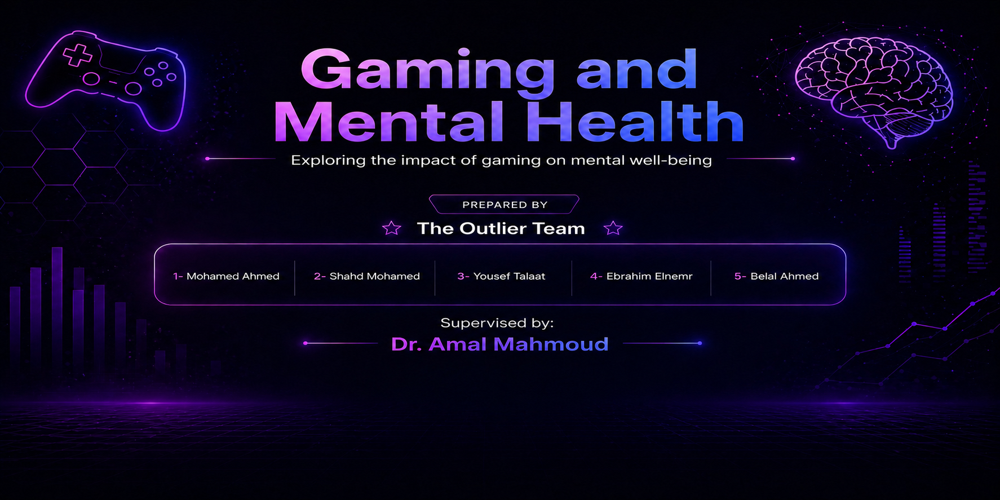 Gaming and
Mental Health
Exploring the impact of gaming on mental well-being
PREPARED BY
The Outlier Team
1- Mohamed Ahmed
2- Shahd Mohamed
3- Yousef Talaat
4- Ebrahim Elnemr
5- Belal Ahmed
Supervised by:
Dr. Amal Mahmoud